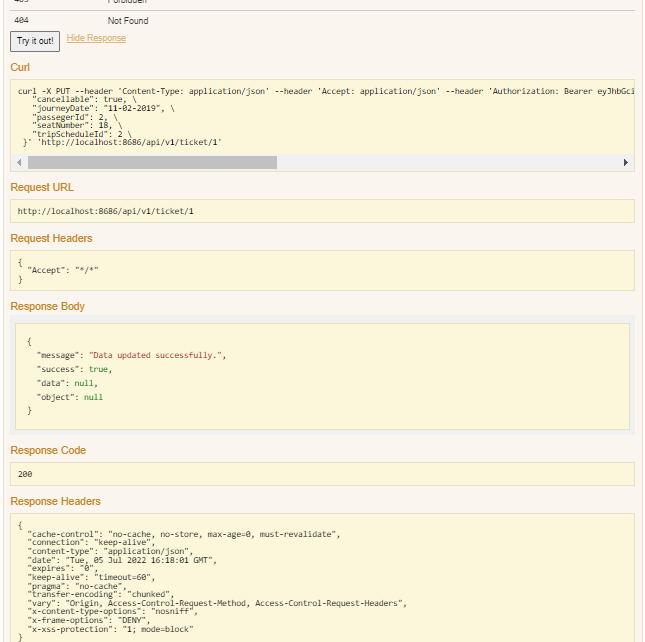 403 Forbidden
404 Not Found
Try it out! Hide Response
Curl
curl -X PUT --header 'Content-Type: application/json' --header 'Accept: application/json' --header 'Authorization: Bearer eyJhbGci
"cancellable": true, \
"journeyDate": "11-02-2019", \
"passegerId": 2, \
"seatNumber": 18, \
"tripScheduleId": 2 \
}' 'http://localhost:8686/api/v1/ticket/1'
Request URL
http://localhost:8686/api/v1/ticket/1
Request Headers
{
"Accept": "*/*"
}
Response Body
{
"message": "Data updated successfully.",
"success": true,
"data": null,
"object": null
}
Response Code
200
Response Headers
{
"cache-control": "no-cache, no-store, max-age=0, must-revalidate",
"connection": "keep-alive",
"content-type": "application/json",
"date": "Tue, 05 Jul 2022 16:18:01 GMT",
"expires": "0",
"keep-alive": "timeout=60",
"pragma": "no-cache",
"transfer-encoding": "chunked",
"vary": "Origin, Access-Control-Request-Method, Access-Control-Request-Headers",
"x-content-type-options": "nosniff",
"x-frame-options": "DENY",
"x-xss-protection": "1; mode=block"
}